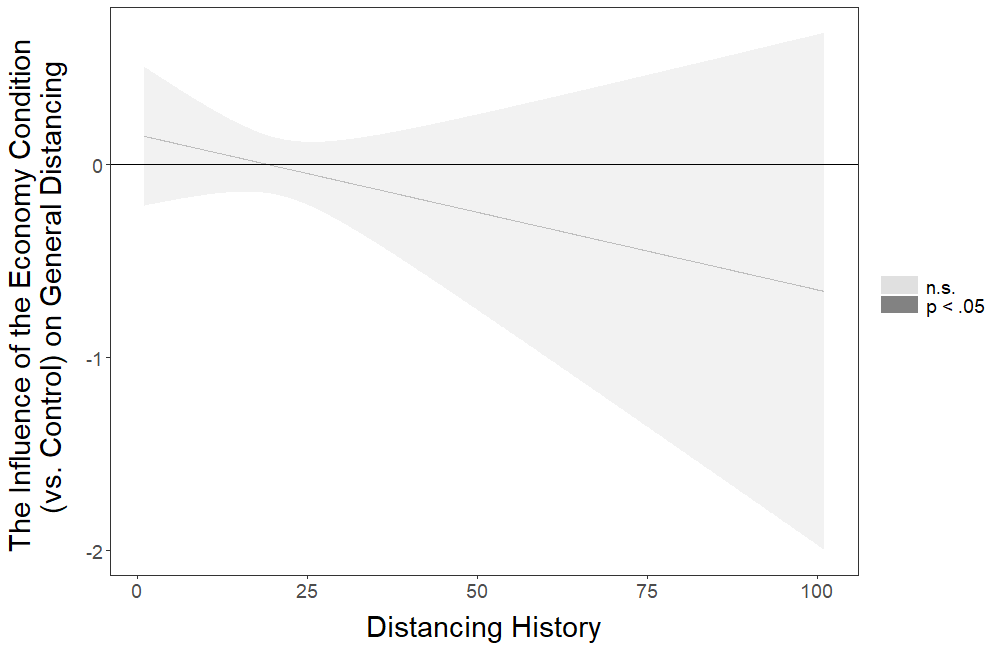 The Influence of the Economy Condition
(vs. Control) on General Distancing
0
-1
-2
0
25
50
75
100
Distancing History
n.s.
p < .05